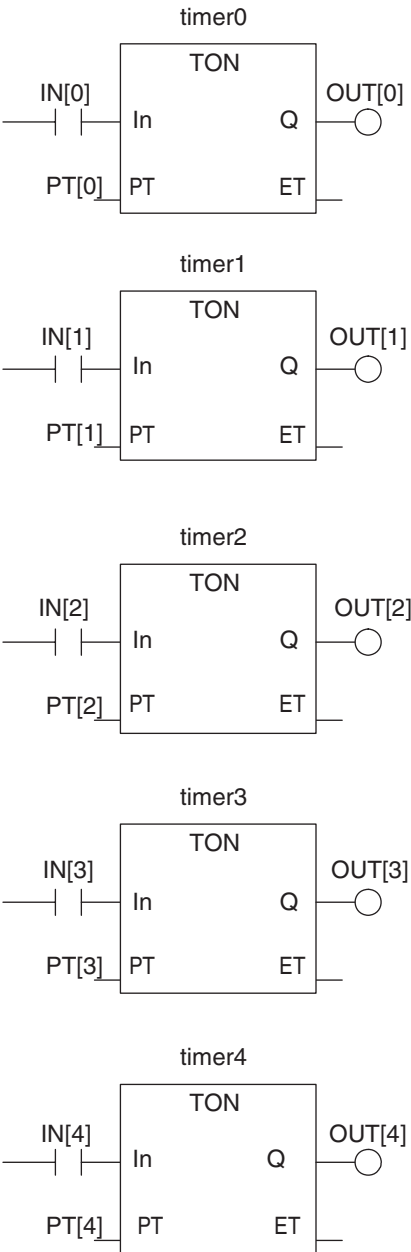 timer0
TON
IN[0] OUT[0]
In Q
PT[0] PT ET
timer1
TON
IN[1] OUT[1]
In Q
PT[1] PT ET
timer2
TON
IN[2] OUT[2]
In Q
PT[2] PT ET
timer3
TON
IN[3] OUT[3]
In Q
PT[3] PT ET
timer4
TON
IN[4] OUT[4]
In Q
PT[4] PT ET